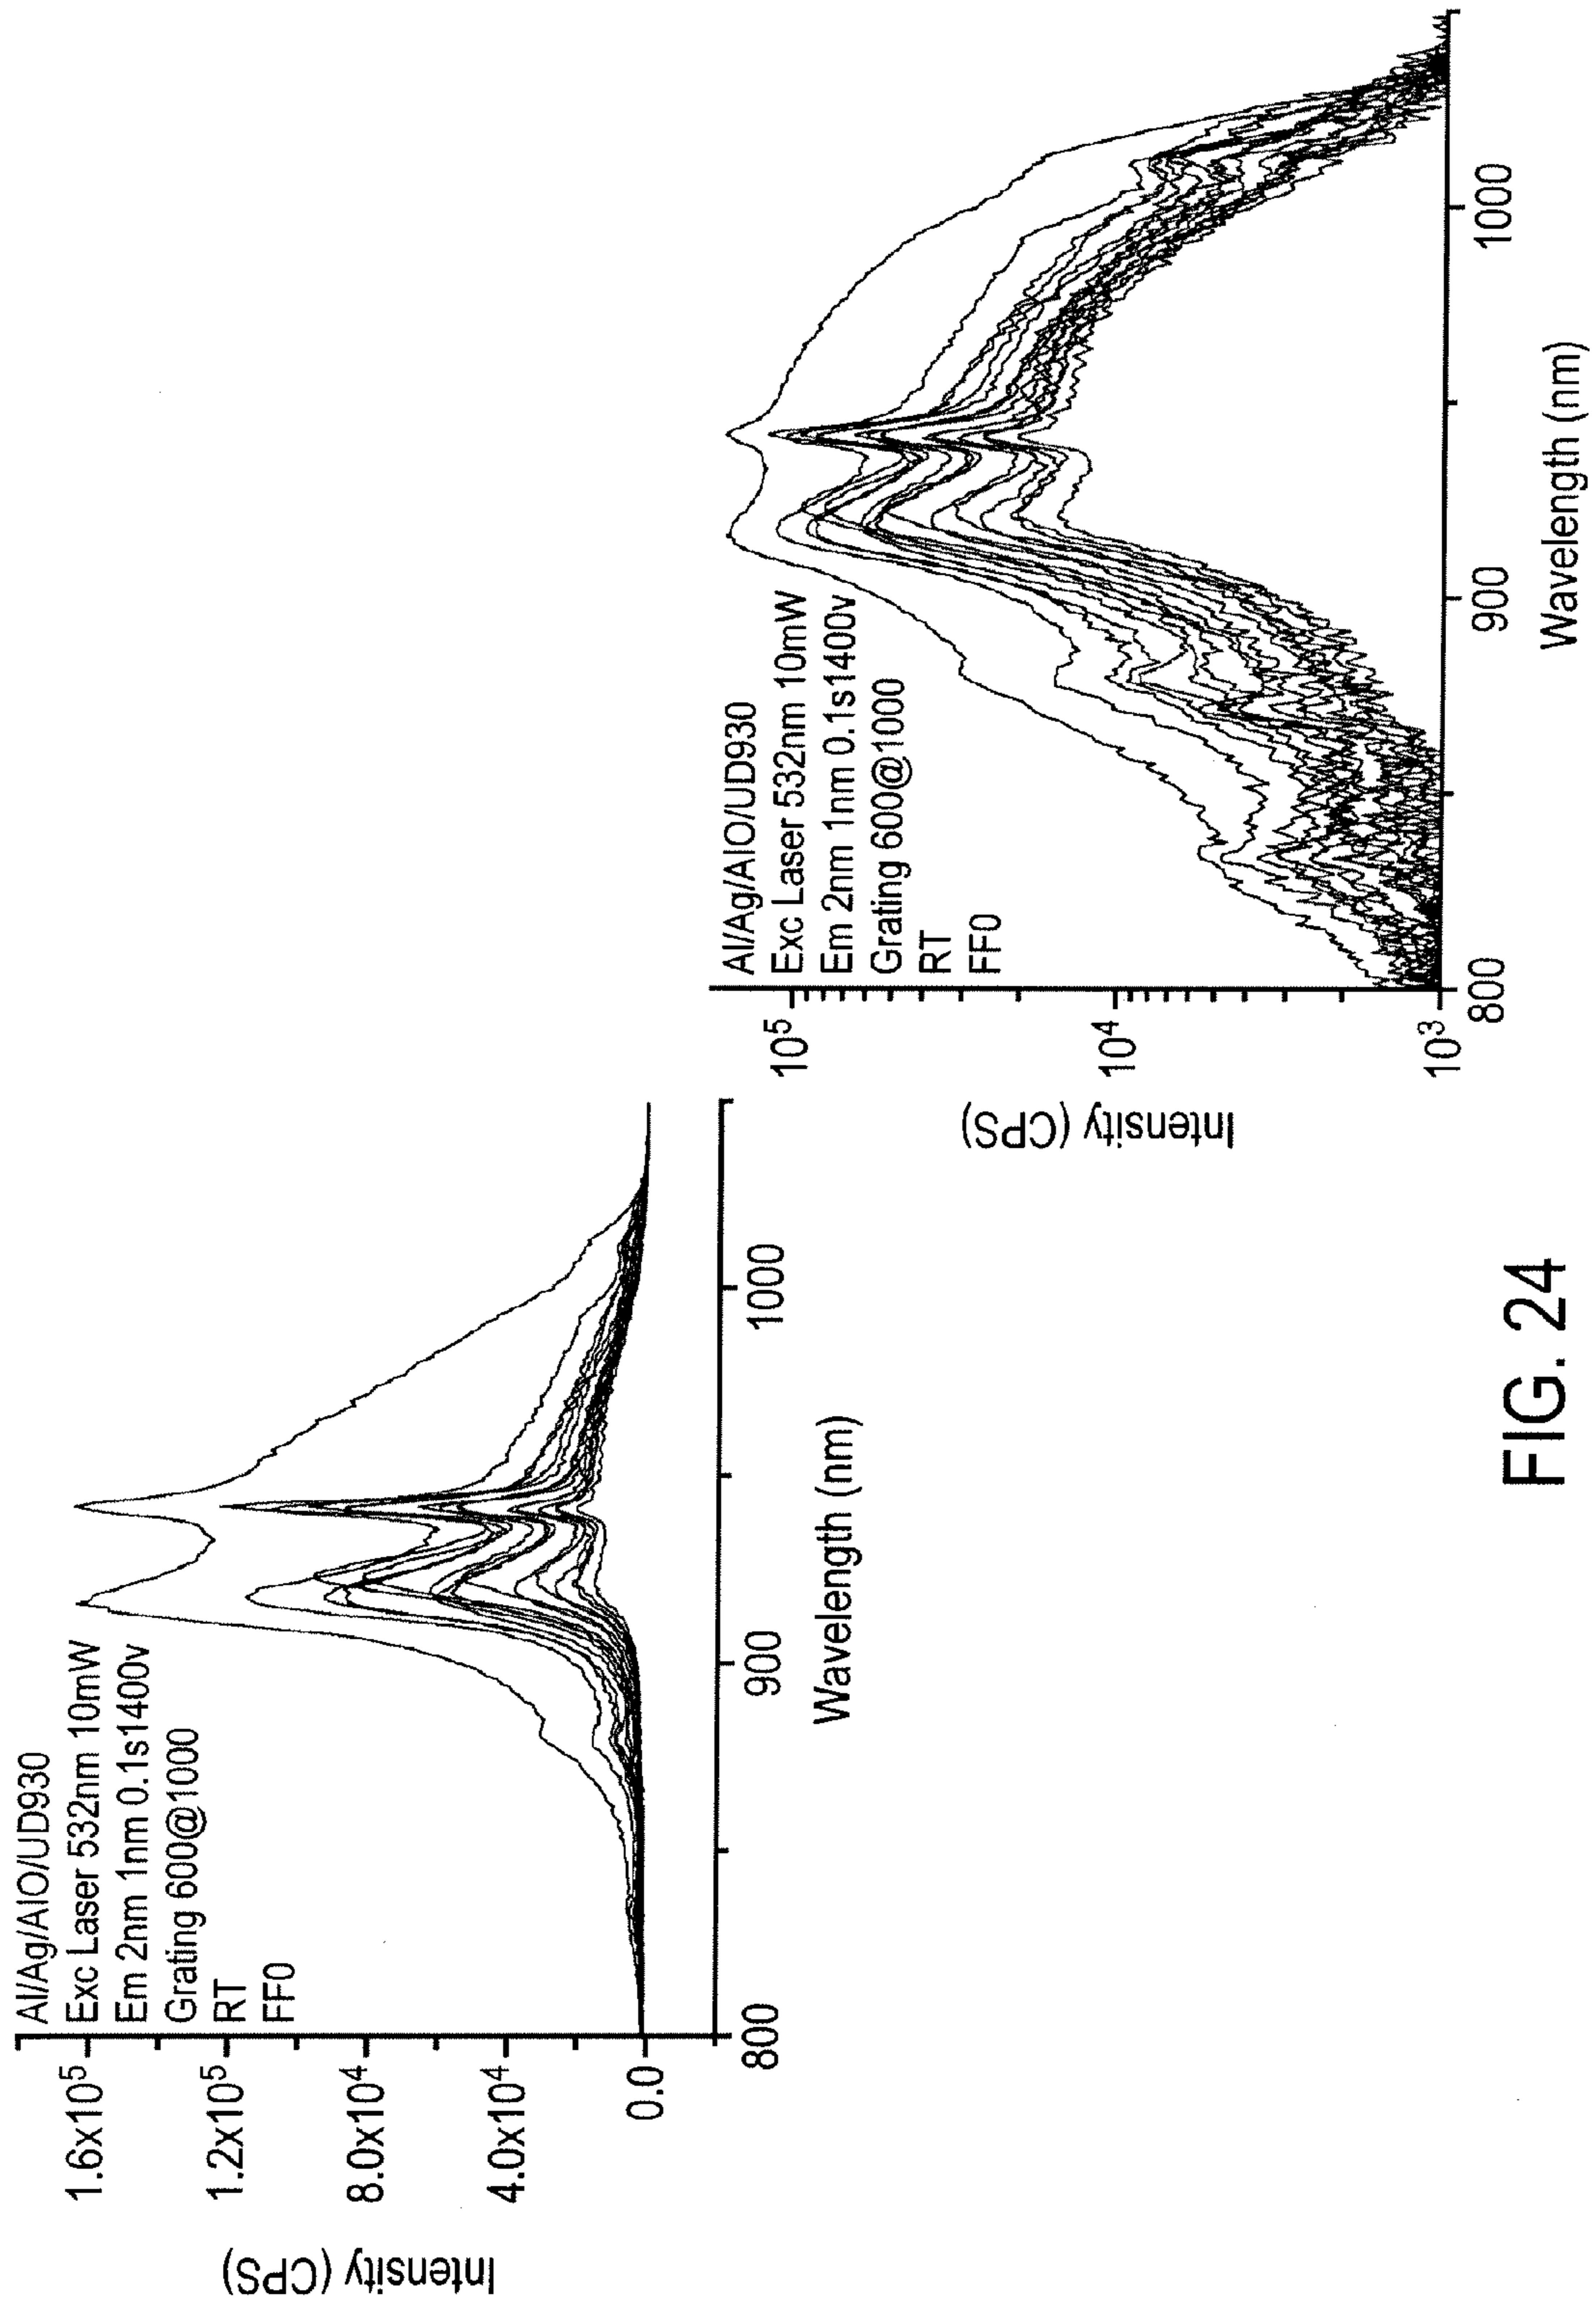 Al/Ag/AlO/UD930
Exc Laser 532nm 10mW
Em 2nm 1nm 0.1s1400v
Grating 600@1000
RT
FF0
1.6x10⁵
1.2x10⁵
8.0x10⁴
4.0x10⁴
0.0
Intensity (CPS)
800
900
1000
Wavelength (nm)
Al/Ag/AlO/UD930
Exc Laser 532nm 10mW
Em 2nm 1nm 0.1s1400v
Grating 600@1000
RT
FF0
10⁵
10⁴
10³
Intensity (CPS)
800
900
1000
Wavelength (nm)
FIG. 24